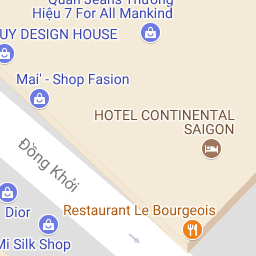 Quần Jeans Thương
Hiệu 7 For All Mankind
UY DESIGN HOUSE
Mai' - Shop Fasion
HOTEL CONTINENTAL
SAIGON
Đồng Khởi
Dior
Restaurant Le Bourgeois
Mi Silk Shop